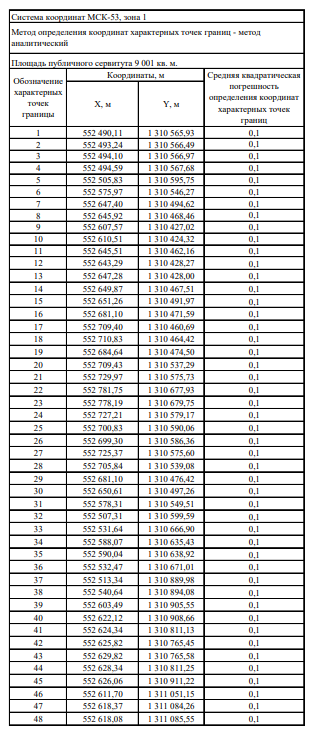 Система координат МСК-53, зона 1
Метод определения координат характерных точек границ - метод
аналитический
Площадь публичного сервитута 9 001 кв. м.
Обозначение характерных точек границы Координаты, м Средняя квадратическая погрешность определения координат характерных точек границ
X, м Y, м
1 552 490,11 1 310 565,93 0,1
2 552 493,24 1 310 566,49 0,1
3 552 494,10 1 310 566,97 0,1
4 552 494,59 1 310 567,68 0,1
5 552 505,83 1 310 595,75 0,1
6 552 575,97 1 310 546,27 0,1
7 552 647,40 1 310 494,62 0,1
8 552 645,92 1 310 468,46 0,1
9 552 607,57 1 310 427,02 0,1
10 552 610,51 1 310 424,32 0,1
11 552 645,51 1 310 462,16 0,1
12 552 643,29 1 310 428,27 0,1
13 552 647,28 1 310 428,00 0,1
14 552 649,87 1 310 467,51 0,1
15 552 651,26 1 310 491,97 0,1
16 552 681,10 1 310 471,59 0,1
17 552 709,40 1 310 460,69 0,1
18 552 710,83 1 310 464,42 0,1
19 552 684,64 1 310 474,50 0,1
20 552 709,43 1 310 537,29 0,1
21 552 729,97 1 310 575,73 0,1
22 552 781,75 1 310 677,93 0,1
23 552 778,19 1 310 679,75 0,1
24 552 727,21 1 310 579,17 0,1
25 552 700,83 1 310 590,06 0,1
26 552 699,30 1 310 586,36 0,1
27 552 725,37 1 310 575,60 0,1
28 552 705,84 1 310 539,08 0,1
29 552 681,10 1 310 476,42 0,1
30 552 650,61 1 310 497,26 0,1
31 552 578,31 1 310 549,51 0,1
32 552 507,31 1 310 599,59 0,1
33 552 531,64 1 310 666,90 0,1
34 552 588,07 1 310 635,43 0,1
35 552 590,04 1 310 638,92 0,1
36 552 532,47 1 310 671,01 0,1
37 552 513,34 1 310 889,98 0,1
38 552 540,64 1 310 894,08 0,1
39 552 603,49 1 310 905,55 0,1
40 552 622,12 1 310 908,66 0,1
41 552 624,34 1 310 811,13 0,1
42 552 625,82 1 310 765,45 0,1
43 552 629,82 1 310 765,58 0,1
44 552 628,34 1 310 811,25 0,1
45 552 626,06 1 310 911,22 0,1
46 552 611,70 1 311 051,15 0,1
47 552 618,37 1 311 084,26 0,1
48 552 618,08 1 311 085,55 0,1